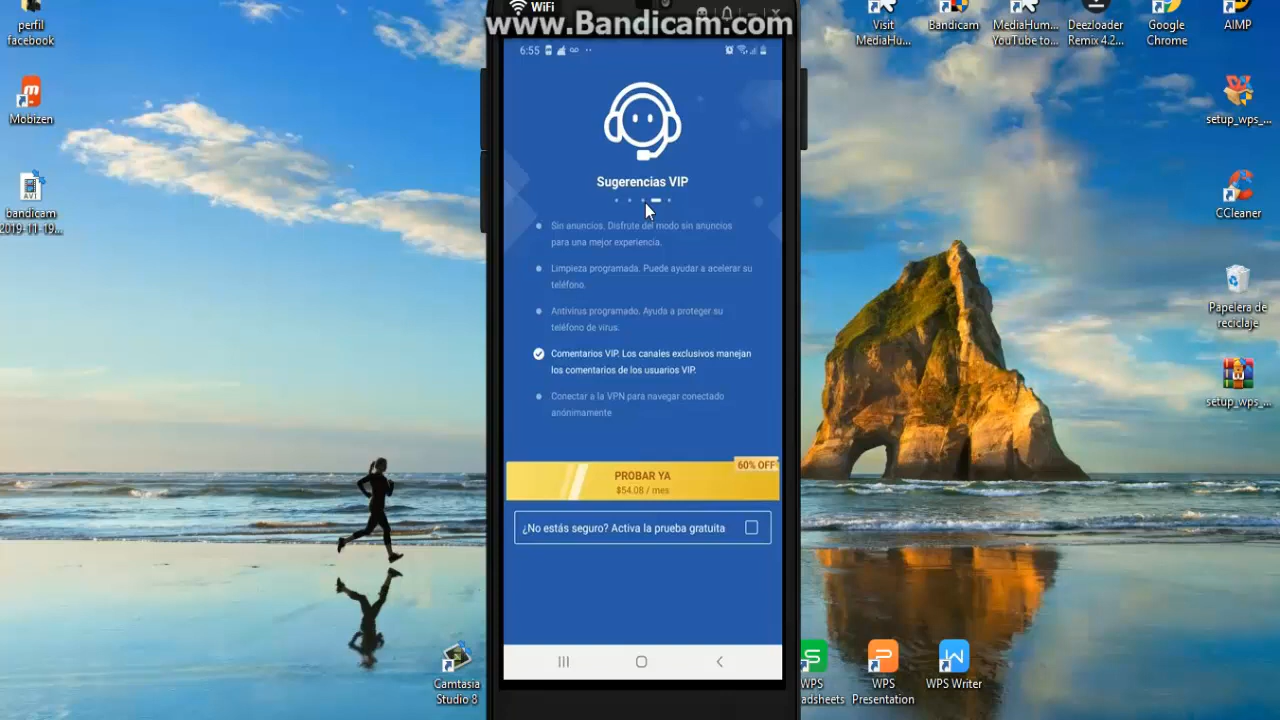 perfil
facebook
Mobizen
bandicam
2019-11-19...
WiFi
www.Bandicam.com
6:55
Sugerencias VIP
Sin anuncios. Disfrute del modo sin anuncios
para una mejor experiencia.
Limpieza programada. Puede ayudar a acelerar su
teléfono.
Antivirus programado. Ayuda a proteger su
teléfono de virus.
Comentarios VIP. Los canales exclusivos manejan
los comentarios de los usuarios VIP.
Conectar a la VPN para navegar conectado
anónimamente
60% OFF
PROBAR YA
$54.08 / mes
¿No estás seguro? Activa la prueba gratuita
Visit
MediaHu...
Bandicam
MediaHum...
YouTube to...
Deezloader
Remix 4.2...
Google
Chrome
AIMP
setup_wps_...
CCleaner
Papelera de
reciclaje
setup_wps_...
Camtasia
Studio 8
WPS
adsheets
WPS
Presentation
WPS Writer